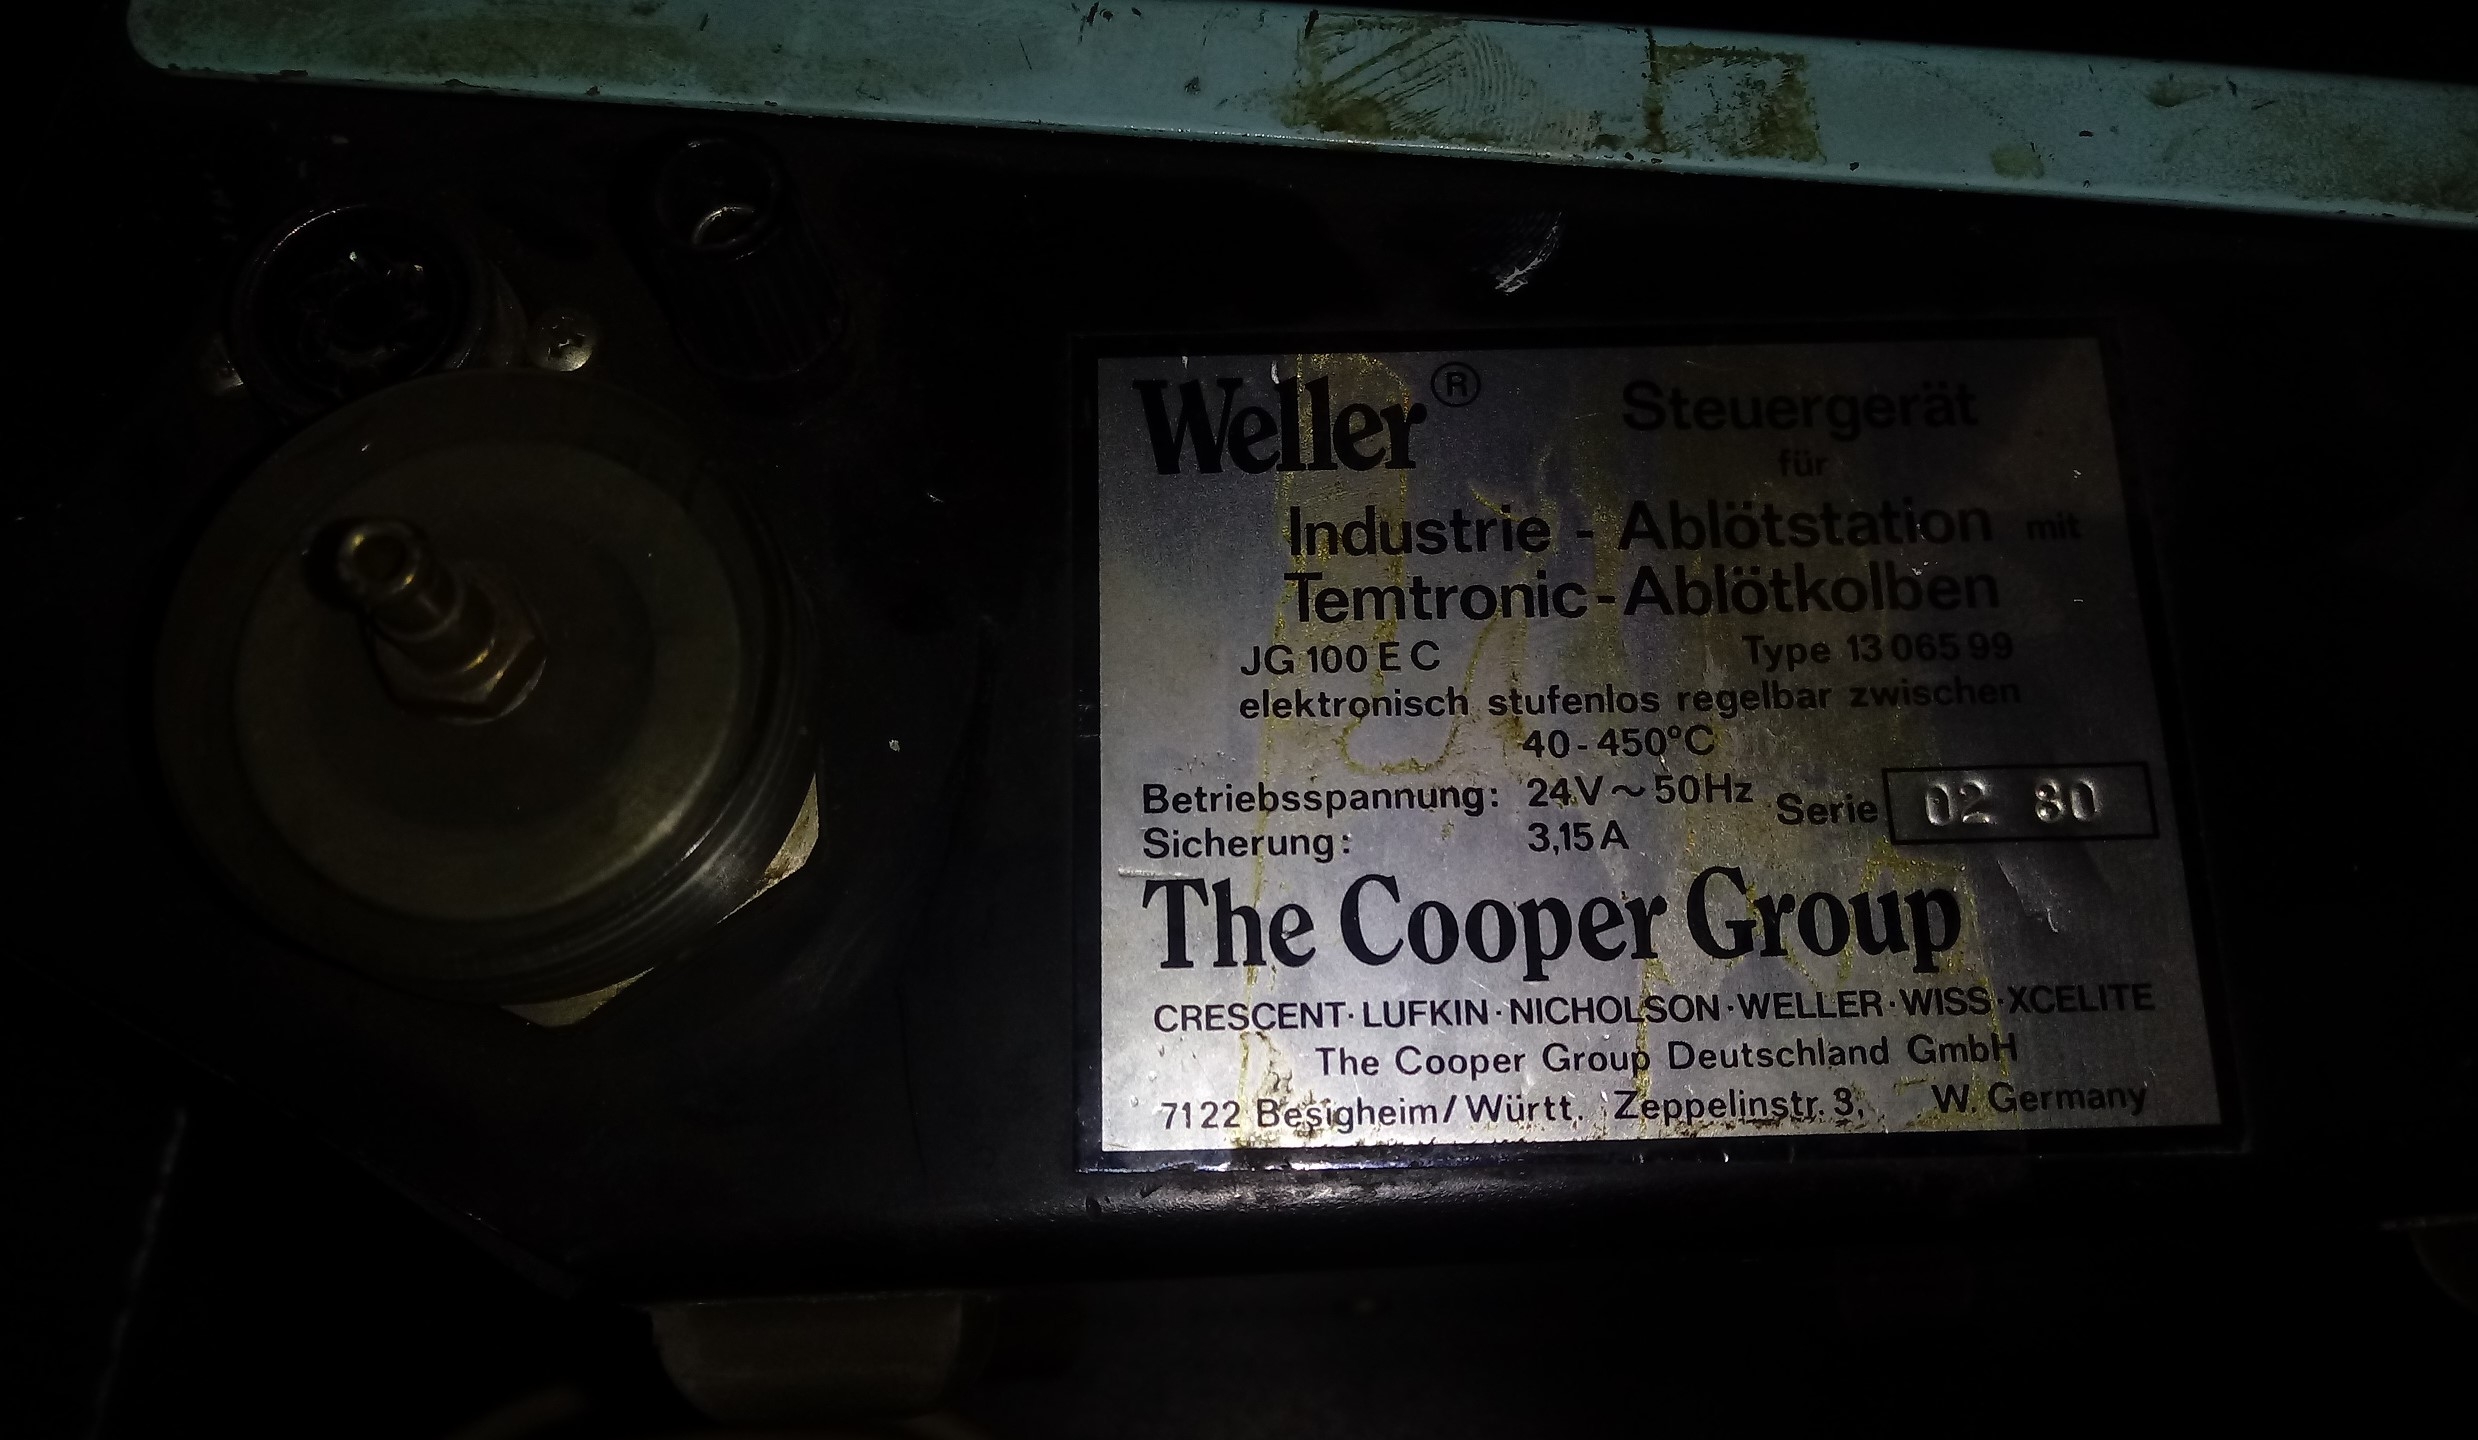 Weller® Steuergerät
für
Industrie - Ablötstation mit
Temtronic-Ablötkolben
JG 100 E C Type 13 065 99
elektronisch stufenlos regelbar zwischen
40-450°C
Betriebsspannung: 24V~50Hz Serie 02 80
Sicherung: 3,15 A
The Cooper Group
CRESCENT·LUFKIN·NICHOLSON·WELLER·WISS·XCELITE
The Cooper Group Deutschland GmbH
7122 Besigheim/Württ. Zeppelinstr. 3, W. Germany